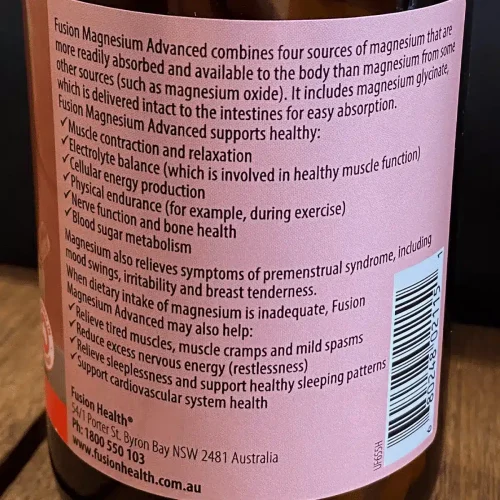 Fusion Magnesium Advanced combines four sources of magnesium that are
more readily absorbed and available to the body than magnesium from some
other sources (such as magnesium oxide). It includes magnesium glycinate,
which is delivered intact to the intestines for easy absorption.
Fusion Magnesium Advanced supports healthy:
✓Muscle contraction and relaxation
✓Electrolyte balance (which is involved in healthy muscle function)
✓Cellular energy production
✓Physical endurance (for example, during exercise)
✓Nerve function and bone health
✓Blood sugar metabolism
Magnesium also relieves symptoms of premenstrual syndrome, including
mood swings, irritability and breast tenderness.
When dietary intake of magnesium is inadequate, Fusion
Magnesium Advanced may also help:
✓Relieve tired muscles, muscle cramps and mild spasms
✓Reduce excess nervous energy (restlessness)
✓Relieve sleeplessness and support healthy sleeping patterns
✓Support cardiovascular system health
Fusion Health®
54/1 Porter St, Byron Bay NSW 2481 Australia
Ph: 1800 550 103
www.fusionhealth.com.au